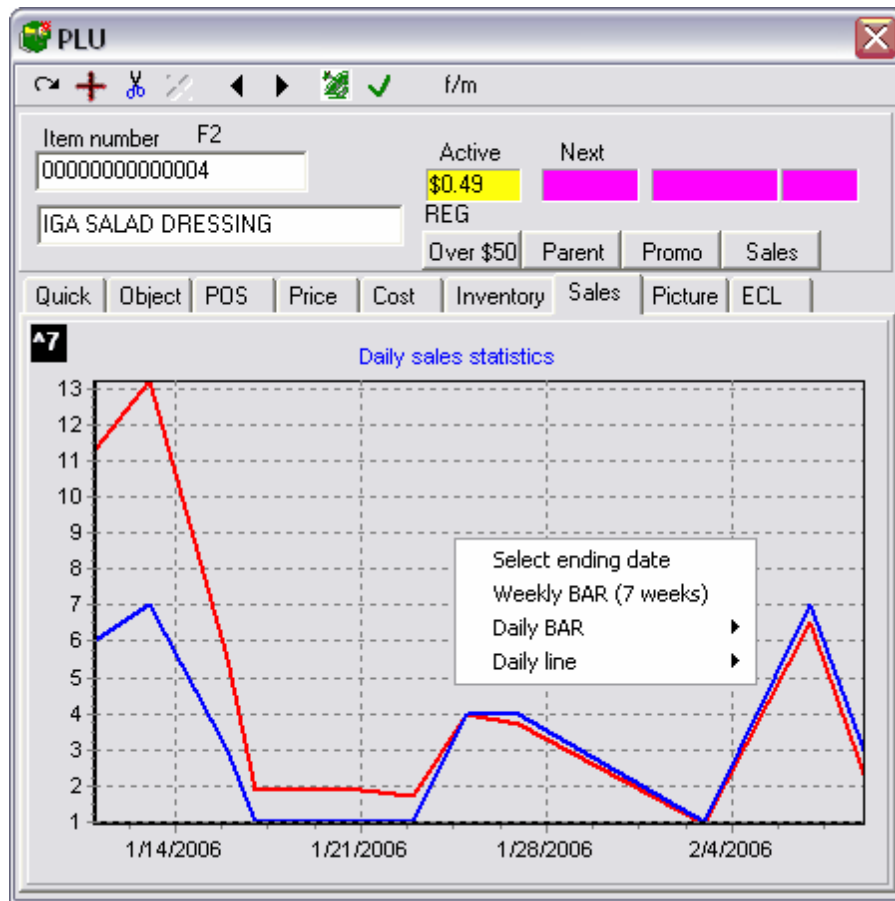 PLU
f/m
Item number F2
00000000000004
IGA SALAD DRESSING
Active Next
$0.49
REG
Over $50 Parent Promo Sales
Quick Object POS Price Cost Inventory Sales Picture ECL
^7
Daily sales statistics
13
12
11
10
9
8
7
6
5
4
3
2
1
Select ending date
Weekly BAR (7 weeks)
Daily BAR
Daily line
1/14/2006 1/21/2006 1/28/2006 2/4/2006